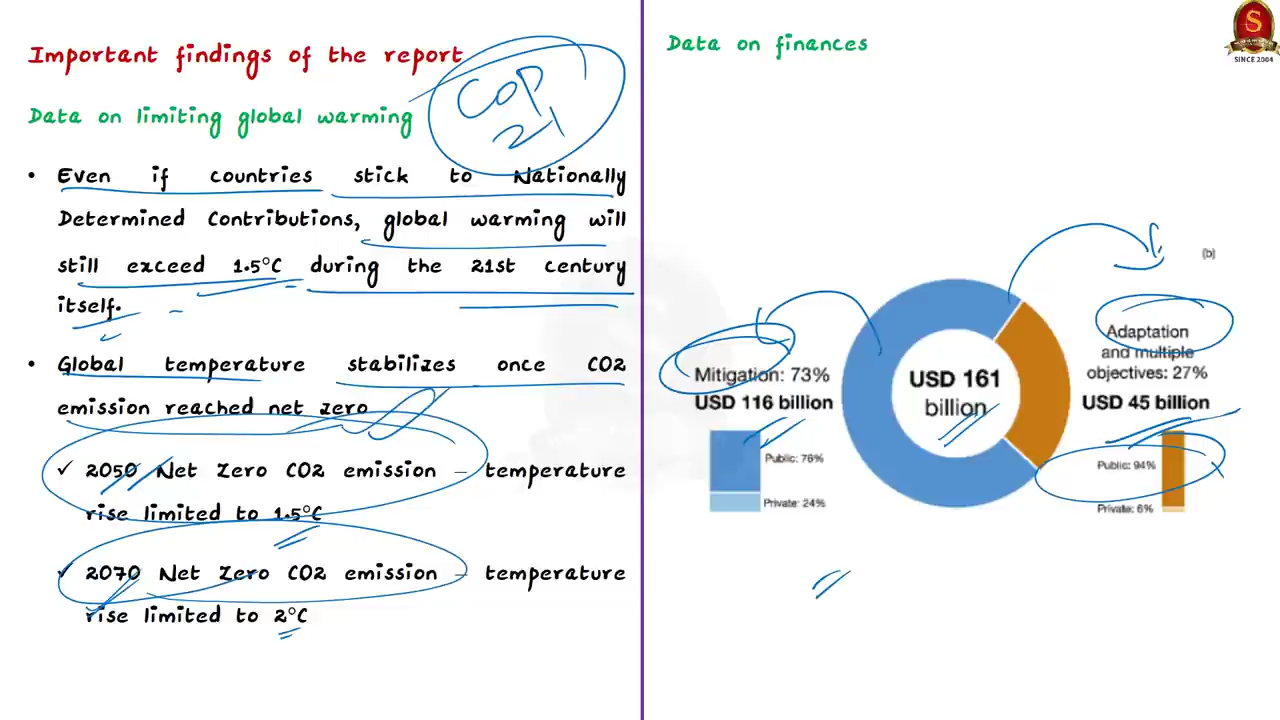 Important findings of the report
Data on limiting global warming
COP
21
• Even if countries stick to Nationally
Determined Contributions, global warming will
still exceed 1.5°C during the 21st century
itself.
• Global temperature stabilizes once CO2
emission reached net zero
✓ 2050 Net Zero CO2 emission – temperature
rise limited to 1.5°C
✓ 2070 Net Zero CO2 emission – temperature
rise limited to 2°C
Data on finances
S
SINCE 2004
(b)
Mitigation: 73%
USD 116 billion
Public: 76%
Private: 24%
USD 161
billion
Adaptation
and multiple
objectives: 27%
USD 45 billion
Public: 94%
Private: 6%